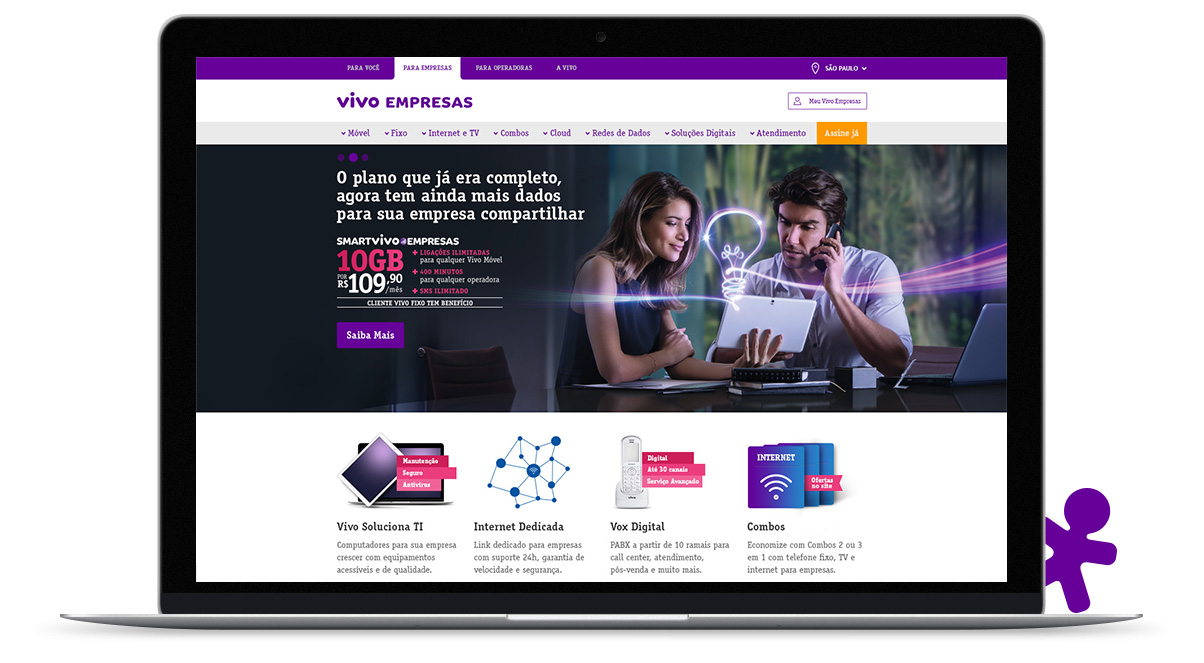 PARA VOCÊ
PARA EMPRESAS
PARA OPERADORAS
A VIVO
SÃO PAULO
vivo EMPRESAS
Meu Vivo Empresas
Móvel
Fixo
Internet e TV
Combos
Cloud
Redes de Dados
Soluções Digitais
Atendimento
Assine já
O plano que já era completo,
agora tem ainda mais dados
para sua empresa compartilhar
SMARTVIVO EMPRESAS
10GB
POR
R$109,90
/mês
+ LIGAÇÕES ILIMITADAS
para qualquer Vivo Móvel
+ 400 MINUTOS
para qualquer operadora
+ SMS ILIMITADO
CLIENTE VIVO FIXO TEM BENEFÍCIO
Saiba Mais
Manutenção
Seguro
Antivírus
Vivo Soluciona TI
Computadores para sua empresa
crescer com equipamentos
acessíveis e de qualidade.
Internet Dedicada
Link dedicado para empresas
com suporte 24h, garantia de
velocidade e segurança.
Digital
Até 30 canais
Serviço Avançado
Vox Digital
PABX a partir de 10 ramais para
call center, atendimento,
pós-venda e muito mais.
INTERNET
Ofertas
no site
Combos
Economize com Combos 2 ou 3
em 1 com telefone fixo, TV e
internet para empresas.